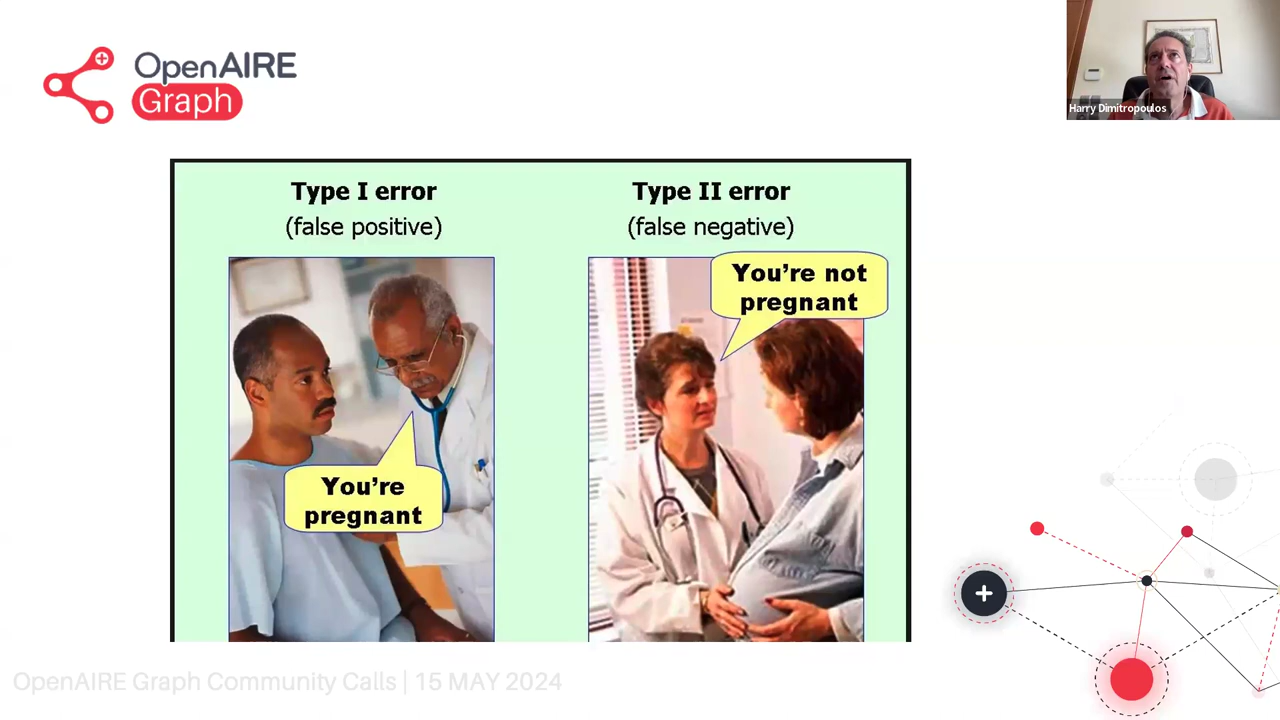 OpenAIRE
Graph
Harry Dimitropoulos
Type I error
(false positive)
Type II error
(false negative)
You're not
pregnant
You're
pregnant
OpenAIRE Graph Community Calls | 15 MAY 2024